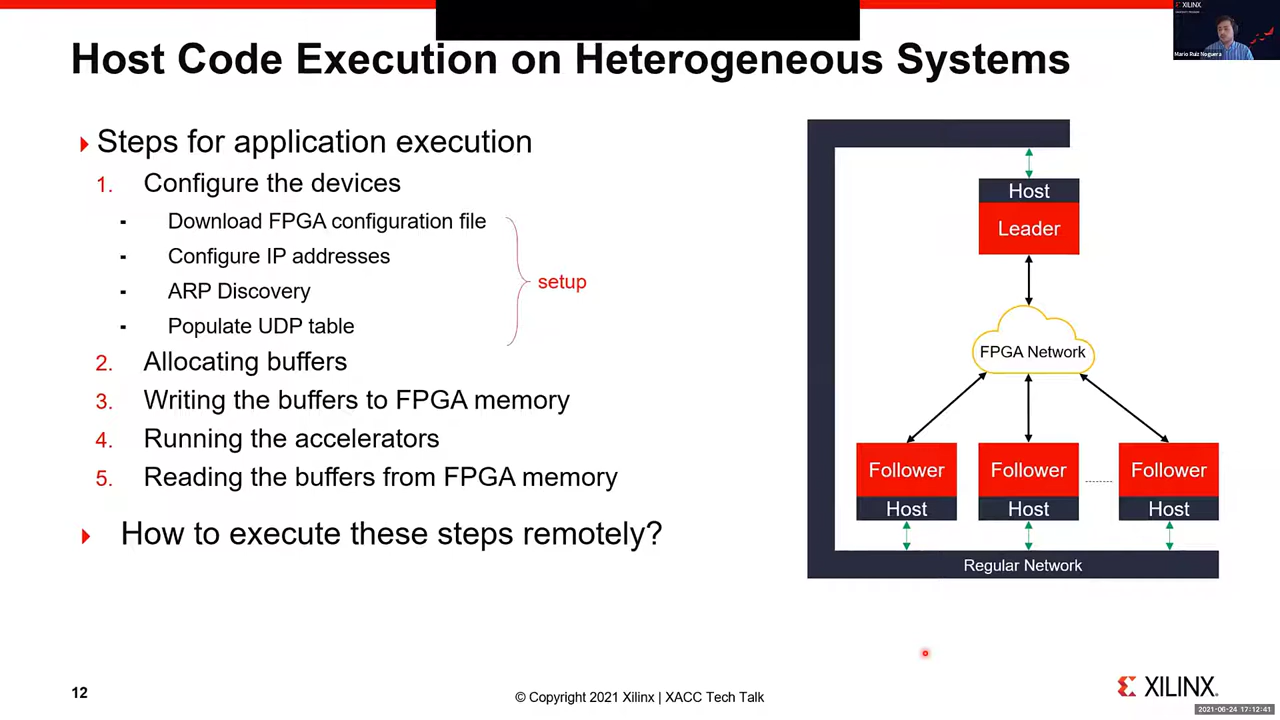 XILINX
Mario Ruiz Noguera
Host Code Execution on Heterogeneous Systems
Steps for application execution
1. Configure the devices
- Download FPGA configuration file
- Configure IP addresses
- ARP Discovery
- Populate UDP table
setup
2. Allocating buffers
3. Writing the buffers to FPGA memory
4. Running the accelerators
5. Reading the buffers from FPGA memory
How to execute these steps remotely?
Host
Leader
FPGA Network
Follower Follower Follower
Host Host Host
Regular Network
12
© Copyright 2021 Xilinx | XACC Tech Talk
XILINX.
2021-06-24 17:12:41